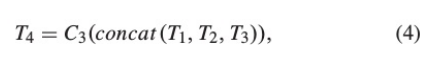 T₄ = C₃(concat(T₁, T₂, T₃)), (4)